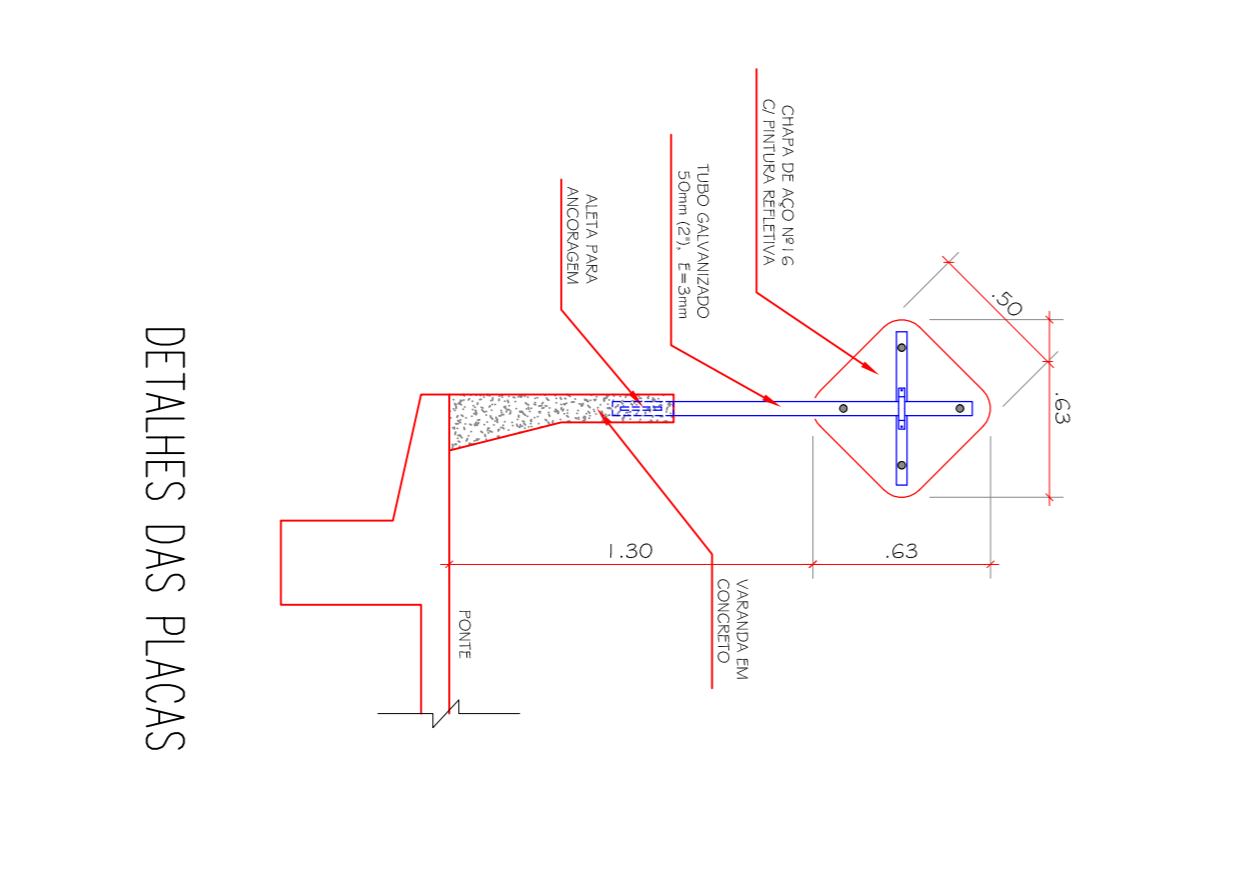 CHAPA DE AÇO Nº16
C/ PINTURA REFLETIVA
TUBO GALVANIZADO
50mm (2"), E=3mm
ALETA PARA
ANCORAGEM
.50
.63
1.30
.63
VARANDA EM
CONCRETO
PONTE
DETALHES DAS PLACAS